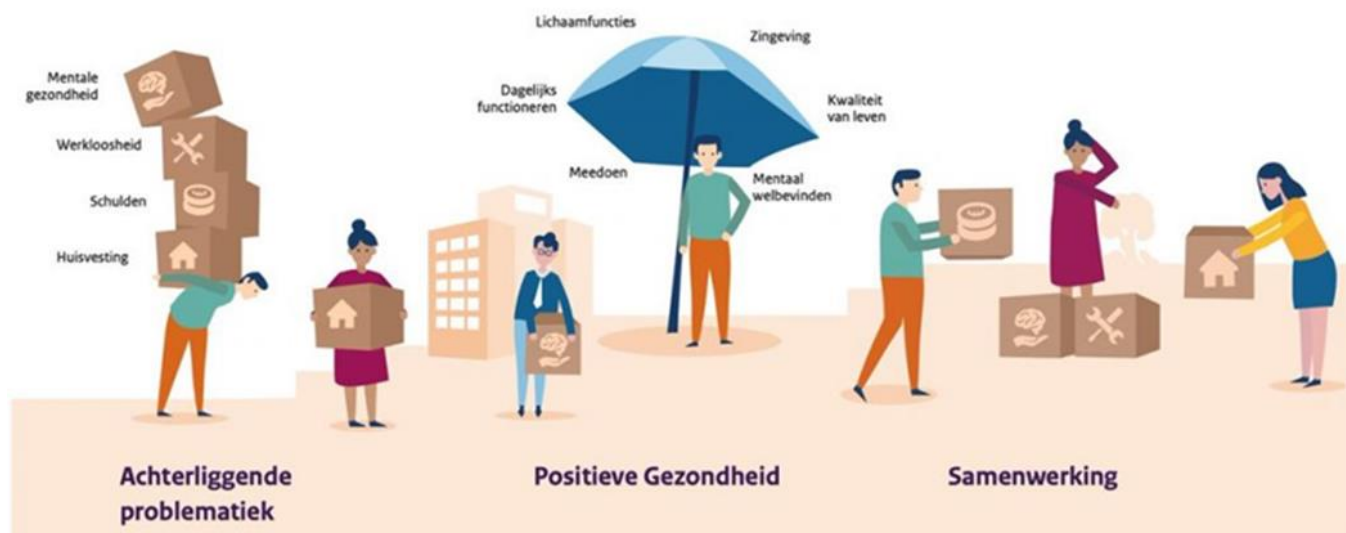 Mentale
gezondheid
Werkloosheid
Schulden
Huisvesting
Lichaamfuncties
Zingeving
Dagelijks
functioneren
Kwaliteit
van leven
Meedoen
Mentaal
welbevinden
Achterliggende
problematiek
Positieve Gezondheid
Samenwerking